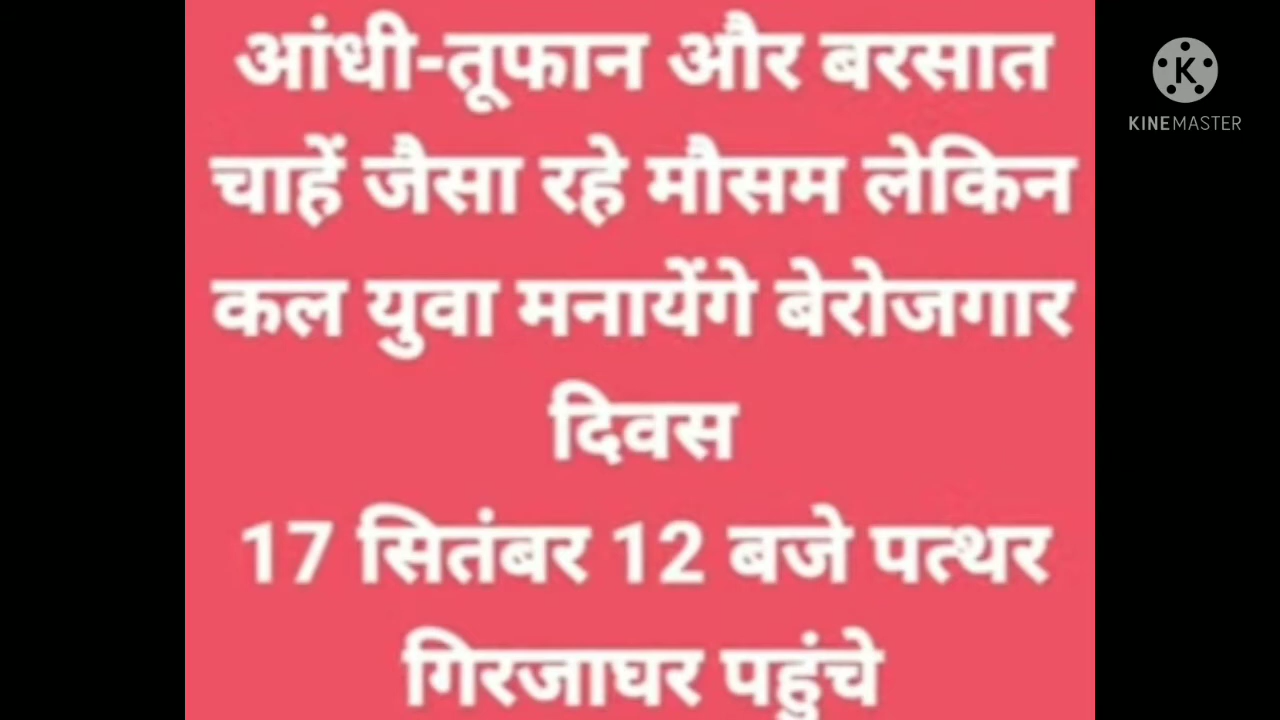 आंधी-तूफान और बरसात
चाहें जैसा रहे मौसम लेकिन
कल युवा मनायेंगे बेरोजगार
दिवस
17 सितंबर 12 बजे पत्थर
गिरजाघर पहुंचे
K
KINEMASTER